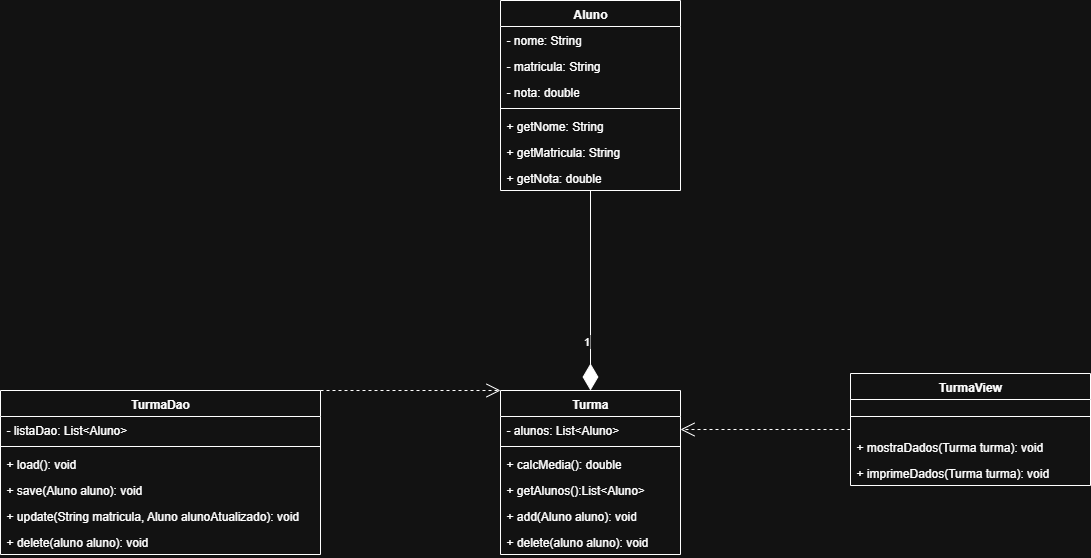 Aluno
- nome: String
- matricula: String
- nota: double
+ getNome: String
+ getMatricula: String
+ getNota: double
1
TurmaDao
- listaDao: List<Aluno>
+ load(): void
+ save(Aluno aluno): void
+ update(String matricula, Aluno alunoAtualizado): void
+ delete(aluno aluno): void
Turma
- alunos: List<Aluno>
+ calcMedia(): double
+ getAlunos():List<Aluno>
+ add(Aluno aluno): void
+ delete(aluno aluno): void
TurmaView
+ mostraDados(Turma turma): void
+ imprimeDados(Turma turma): void